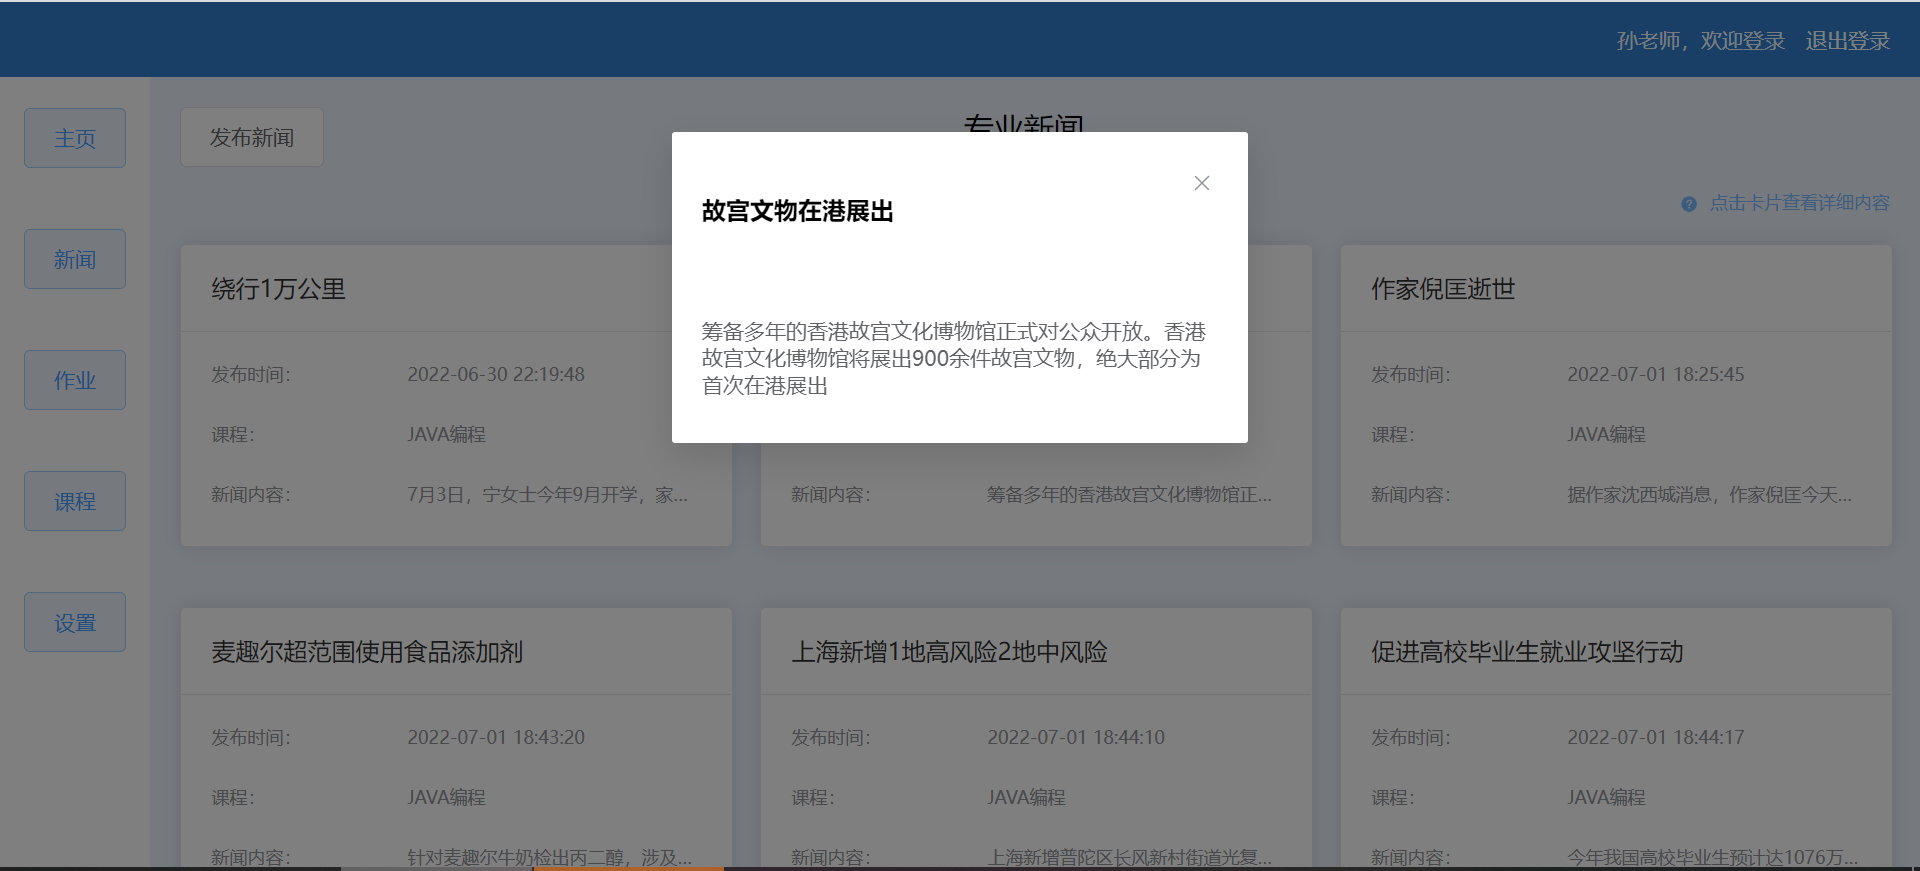 孙老师，欢迎登录 退出登录
主页
新闻
作业
课程
设置
发布新闻
专业新闻
点击卡片查看详细内容
故宫文物在港展出
筹备多年的香港故宫文化博物馆正式对公众开放。香港
故宫文化博物馆将展出900余件故宫文物，绝大部分为
首次在港展出
绕行1万公里
发布时间： 2022-06-30 22:19:48
课程： JAVA编程
新闻内容： 7月3日，宁女士今年9月开学，家...
新闻内容： 筹备多年的香港故宫文化博物馆正...
作家倪匡逝世
发布时间： 2022-07-01 18:25:45
课程： JAVA编程
新闻内容： 据作家沈西城消息，作家倪匡今天...
麦趣尔超范围使用食品添加剂
发布时间： 2022-07-01 18:43:20
课程： JAVA编程
新闻内容： 针对麦趣尔牛奶检出丙二醇，涉及...
上海新增1地高风险2地中风险
发布时间： 2022-07-01 18:44:10
课程： JAVA编程
新闻内容： 上海新增普陀区长风新村街道光复...
促进高校毕业生就业攻坚行动
发布时间： 2022-07-01 18:44:17
课程： JAVA编程
新闻内容： 今年我国高校毕业生预计达1076万...